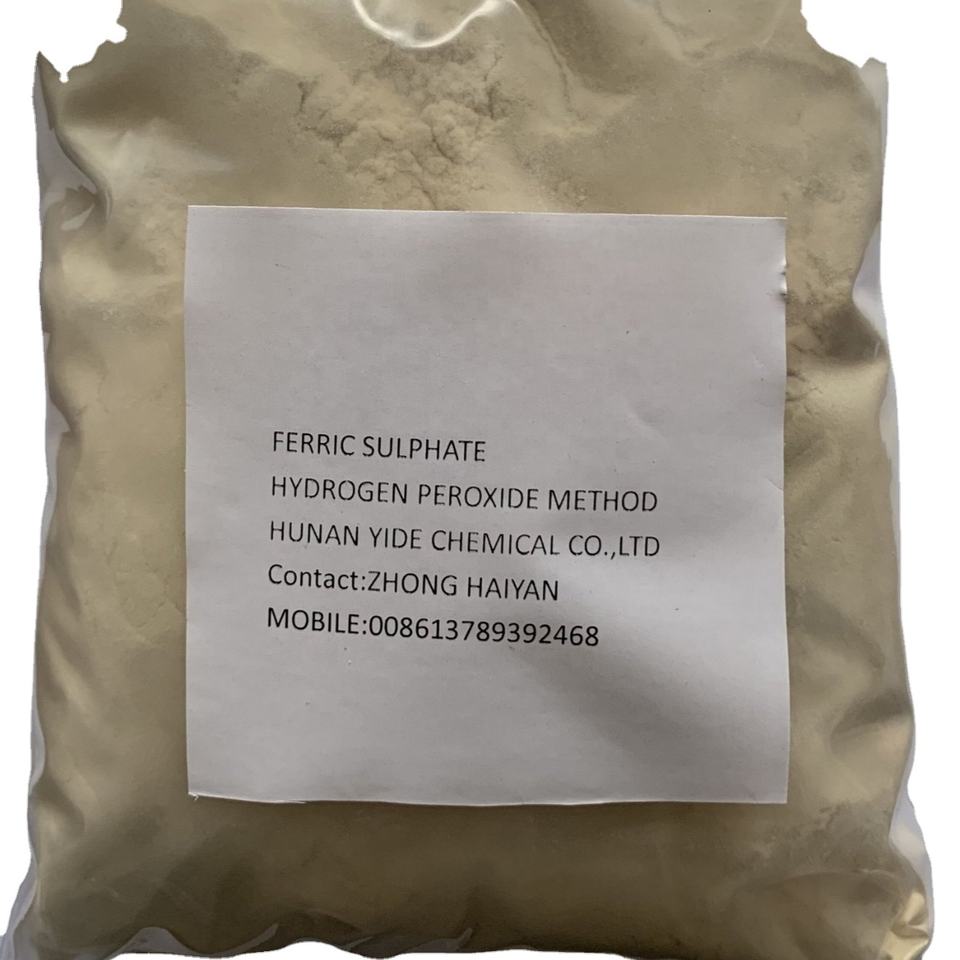 FERRIC SULPHATE
HYDROGEN PEROXIDE METHOD
HUNAN YIDE CHEMICAL CO.,LTD
Contact:ZHONG HAIYAN
MOBILE:008613789392468